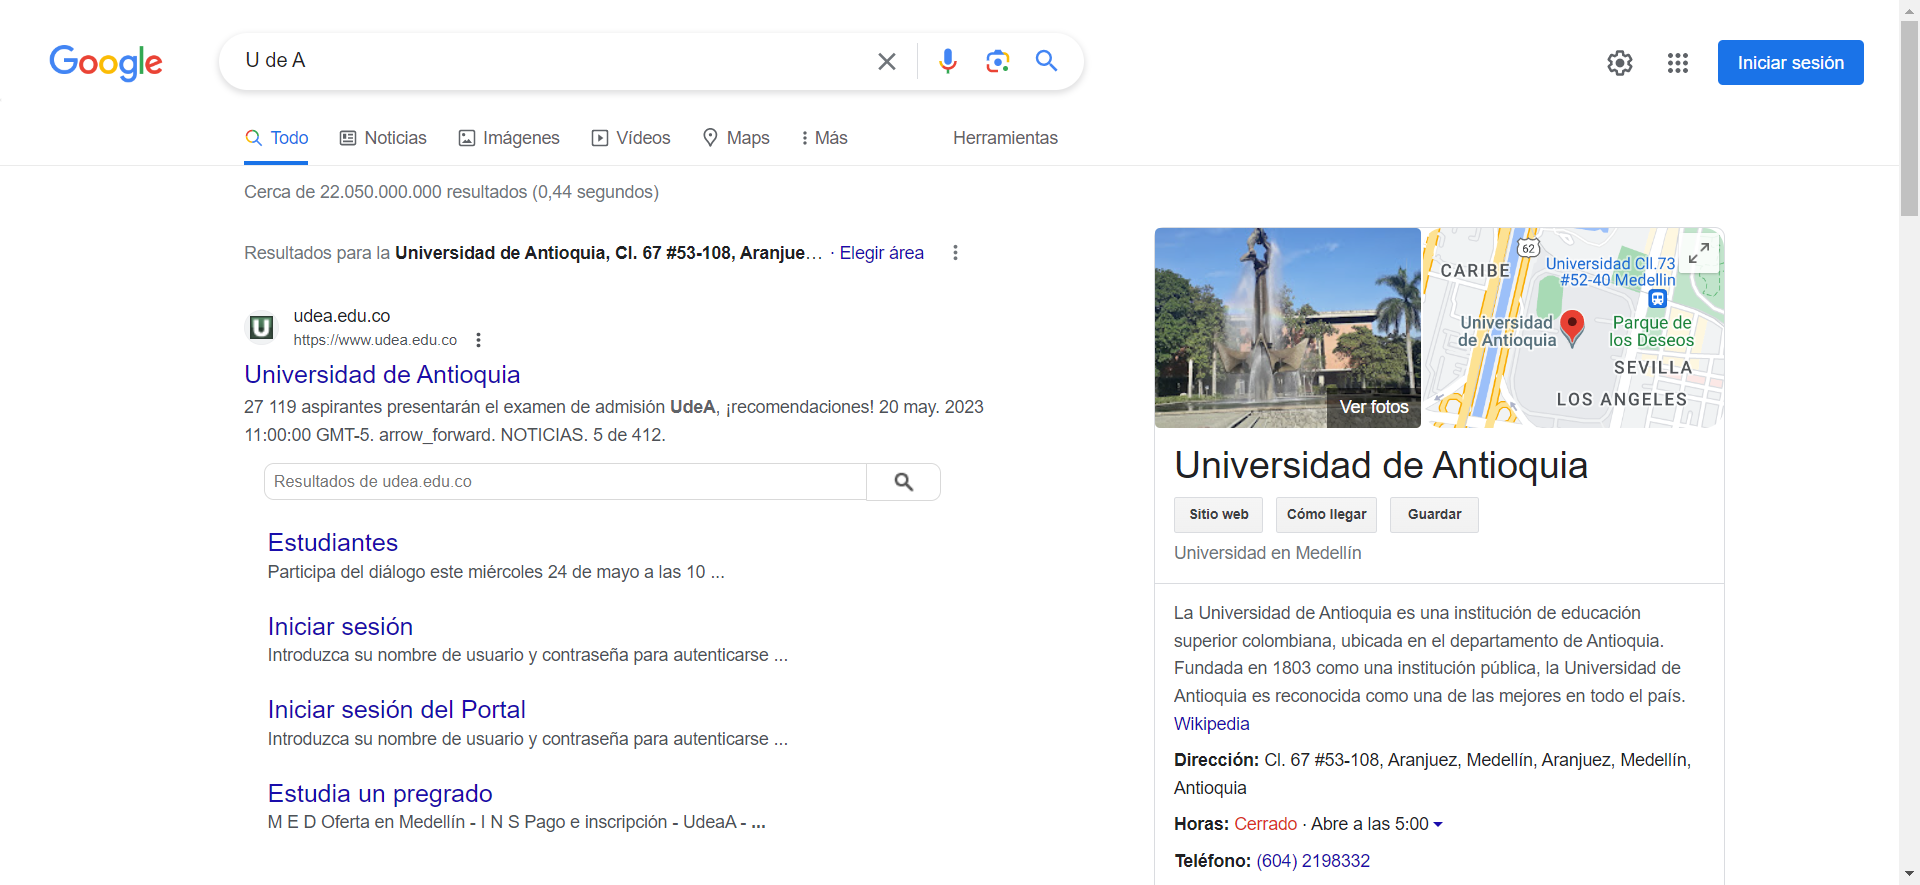 Google
U de A
Iniciar sesión
Todo
Noticias
Imágenes
Vídeos
Maps
Más
Herramientas
Cerca de 22.050.000.000 resultados (0,44 segundos)
Resultados para la Universidad de Antioquia, Cl. 67 #53-108, Aranjue… · Elegir área
U
udea.edu.co
https://www.udea.edu.co
Universidad de Antioquia
27 119 aspirantes presentarán el examen de admisión UdeA, ¡recomendaciones! 20 may. 2023
11:00:00 GMT-5. arrow_forward. NOTICIAS. 5 de 412.
Resultados de udea.edu.co
Estudiantes
Participa del diálogo este miércoles 24 de mayo a las 10 ...
Iniciar sesión
Introduzca su nombre de usuario y contraseña para autenticarse ...
Iniciar sesión del Portal
Introduzca su nombre de usuario y contraseña para autenticarse ...
Estudia un pregrado
M E D Oferta en Medellín - I N S Pago e inscripción - UdeaA - ...
Ver fotos
62
CARIBE
Universidad Cll.73
#52-40 Medellin
Universidad
de Antioquia
Parque de
los Deseos
SEVILLA
LOS ANGELES
Universidad de Antioquia
Sitio web
Cómo llegar
Guardar
Universidad en Medellín
La Universidad de Antioquia es una institución de educación
superior colombiana, ubicada en el departamento de Antioquia.
Fundada en 1803 como una institución pública, la Universidad de
Antioquia es reconocida como una de las mejores en todo el país.
Wikipedia
Dirección: Cl. 67 #53-108, Aranjuez, Medellín, Aranjuez, Medellín,
Antioquia
Horas: Cerrado · Abre a las 5:00
Teléfono: (604) 2198332